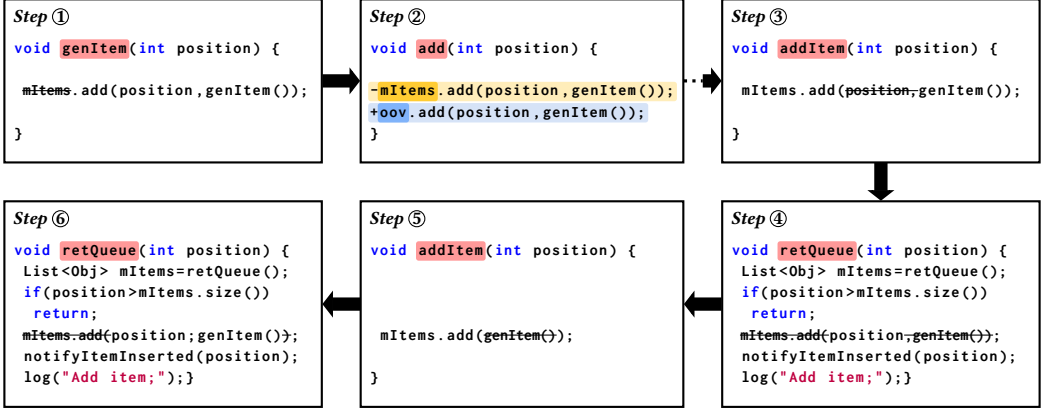 Step ①
void genItem(int position) {
mItems.add(position,genItem());
}
Step ②
void add(int position) {
-mItems.add(position,genItem());
+oov.add(position,genItem());
}
Step ③
void addItem(int position) {
mItems.add(position,genItem());
}
Step ⑥
void retQueue(int position) {
List<Obj> mItems=retQueue();
if(position>mItems.size())
return;
mItems.add(position;genItem());
notifyItemInserted(position);
log("Add item;");}
Step ⑤
void addItem(int position) {
mItems.add(genItem());
}
Step ④
void retQueue(int position) {
List<Obj> mItems=retQueue();
if(position>mItems.size())
return;
mItems.add(position,genItem());
notifyItemInserted(position);
log("Add item;");}